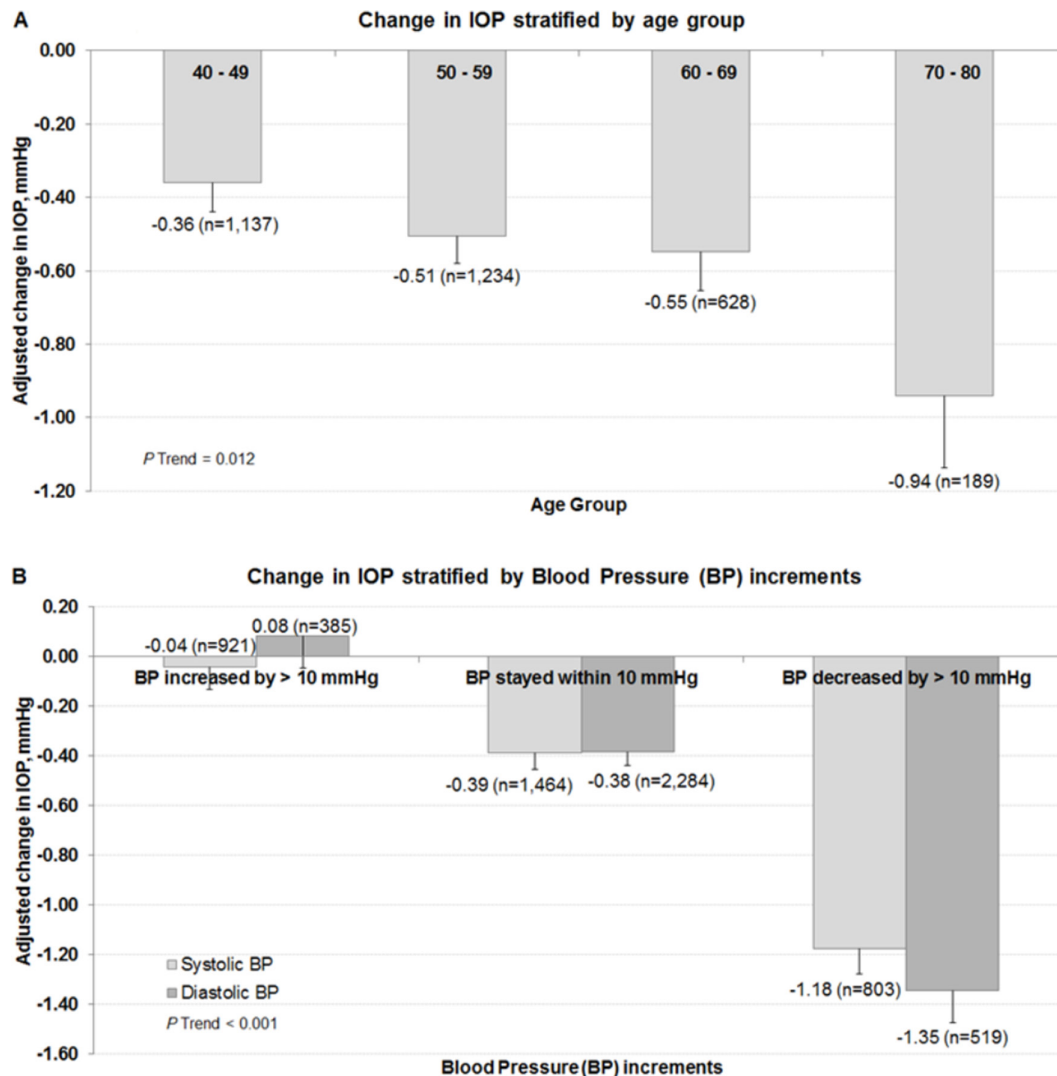 A
Change in IOP stratified by age group
0.00
-0.20
-0.40
-0.60
-0.80
-1.00
-1.20
Adjusted change in IOP, mmHg
40 - 49
50 - 59
60 - 69
70 - 80
-0.36 (n=1,137)
-0.51 (n=1,234)
-0.55 (n=628)
-0.94 (n=189)
P Trend = 0.012
Age Group
B
Change in IOP stratified by Blood Pressure (BP) increments
0.20
0.00
-0.20
-0.40
-0.60
-0.80
-1.00
-1.20
-1.40
-1.60
Adjusted change in IOP, mmHg
-0.04 (n=921)
0.08 (n=385)
BP increased by > 10 mmHg
BP stayed within 10 mmHg
BP decreased by > 10 mmHg
-0.39 (n=1,464)
-0.38 (n=2,284)
-1.18 (n=803)
-1.35 (n=519)
Systolic BP
Diastolic BP
P Trend < 0.001
Blood Pressure (BP) increments